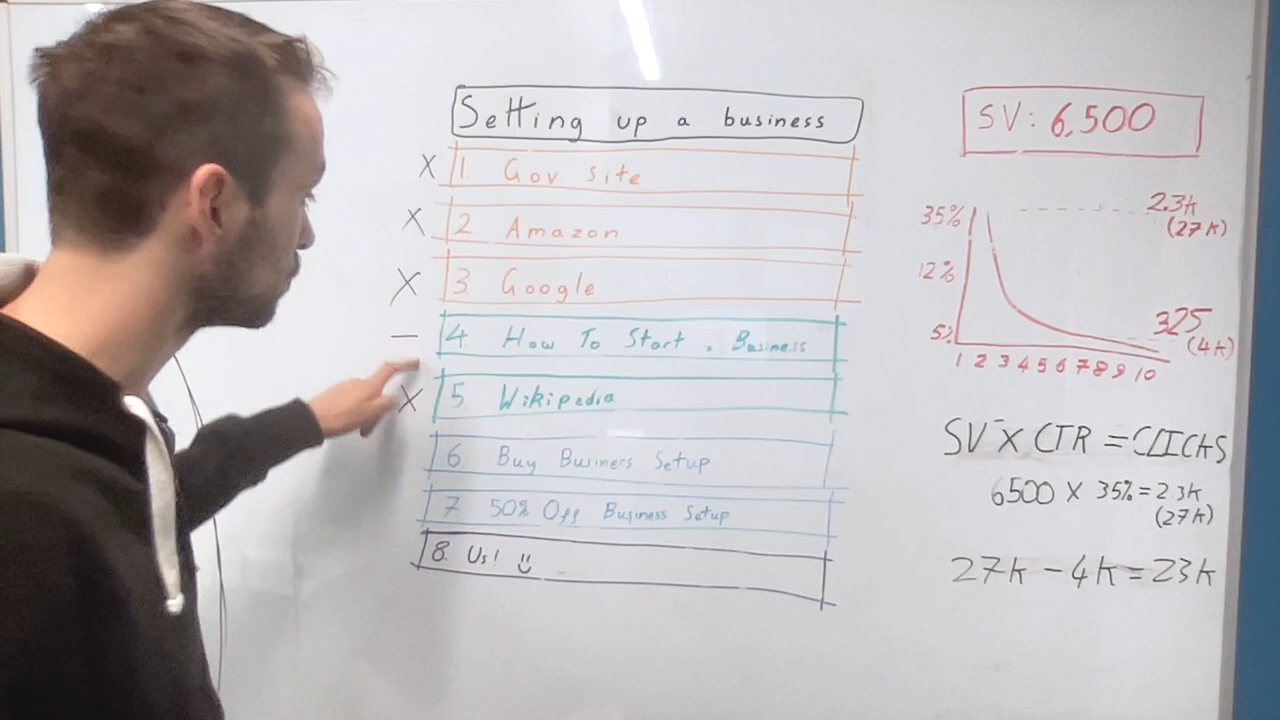 Setting up a business
X 1. Gov site
X 2. Amazon
X 3. Google
— 4 How To Start a Business
X 5 Wikipedia
6 Buy Business Setup
7 50% Off Business Setup
8. Us!
SV: 6,500
35%
12%
5%
2.3k
(27k)
325
(4k)
1 2 3 4 5 6 7 8 9 10
SV X CTR = CLICKS
6500 X 35% = 2.3k
(27k)
27k - 4k = 23k